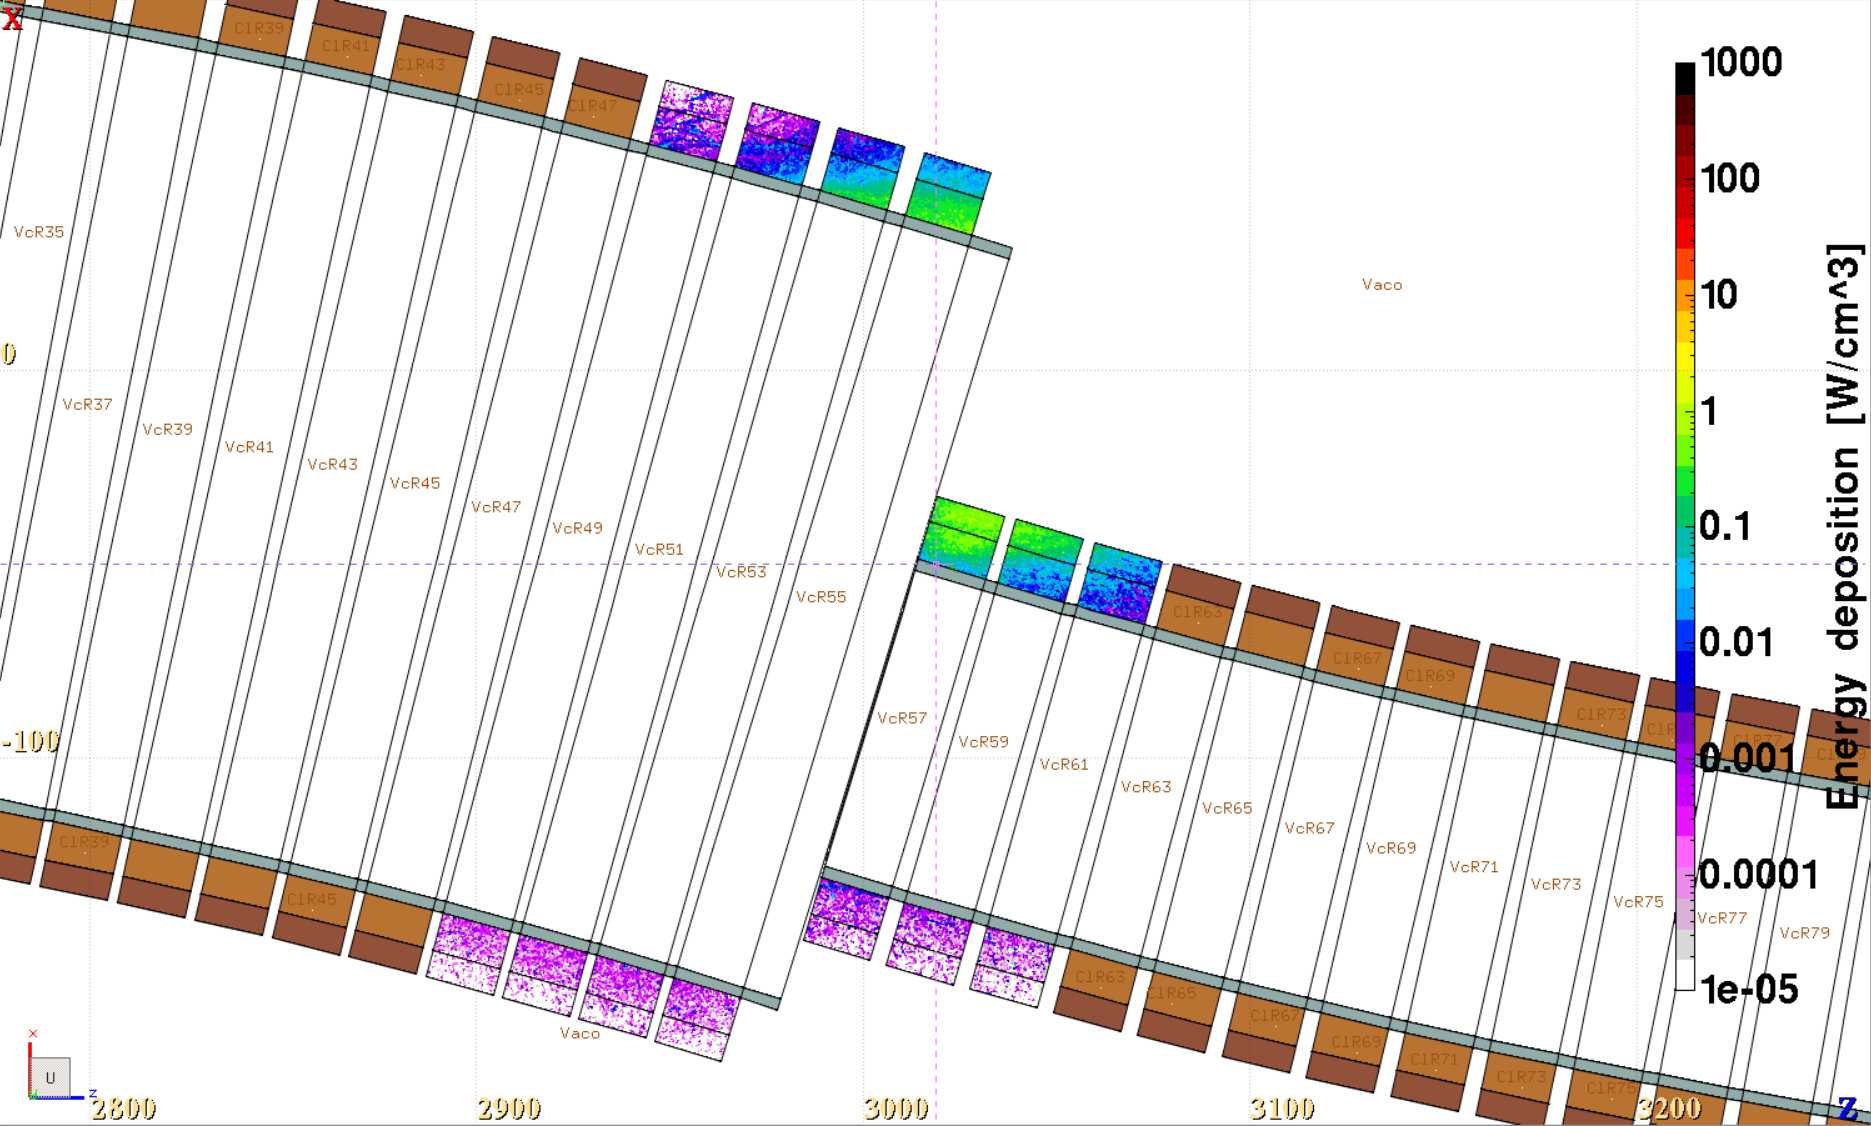 X
C1R39
C1R41
C1R43
C1R45
C1R47
1000
100
10
1
0.1
0.01
0.001
0.0001
1e-05
Energy deposition [W/cm^3]
VcR35
Vaco
0
VcR37
VcR39
VcR41
VcR43
VcR45
VcR47
VcR49
VcR51
VcR53
VcR55
C1R63
C1R67
C1R69
C1R73
C1R77
-100
VcR57
VcR59
VcR61
VcR63
VcR65
VcR67
VcR69
VcR71
VcR73
VcR75
VcR77
VcR79
C1R39
C1R45
C1R63
C1R65
C1R67
C1R69
C1R71
C1R73
C1R75
Vaco
x
U
z
2800
2900
3000
3100
3200
Z